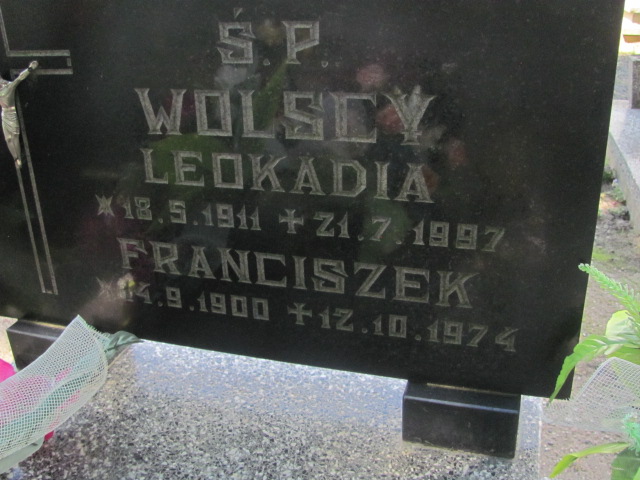 Ś.P.
WOLSCY
LEOKADIA
*18.5.1911 +21.7.1997
FRANCISZEK
*14.9.1900 +12.10.1974